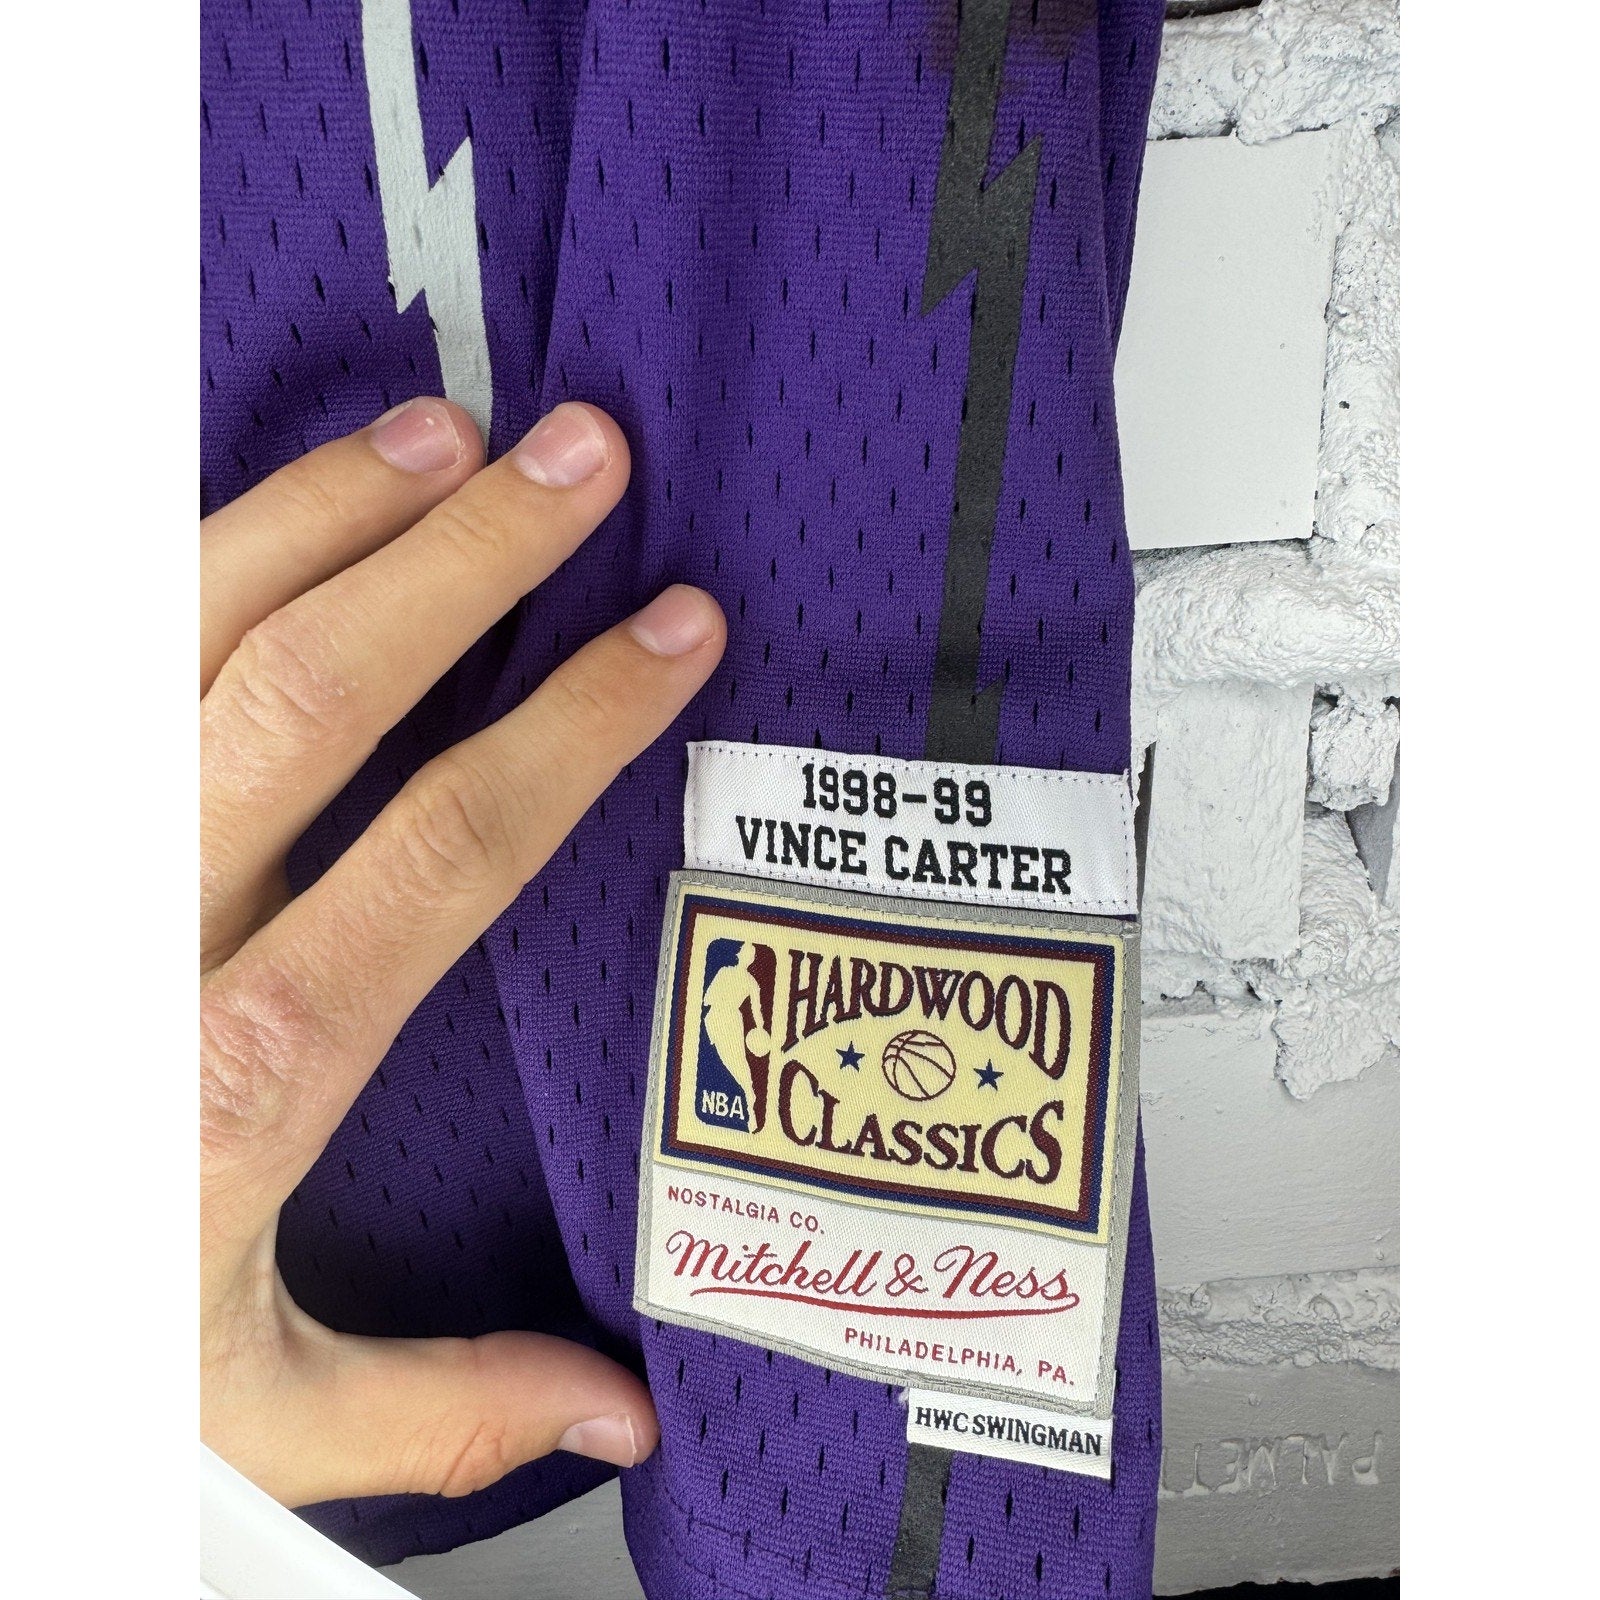 1998-99
VINCE CARTER
HARDWOOD
CLASSICS
NBA
NOSTALGIA CO.
Mitchell & Ness
PHILADELPHIA, PA.
HWC SWINGMAN